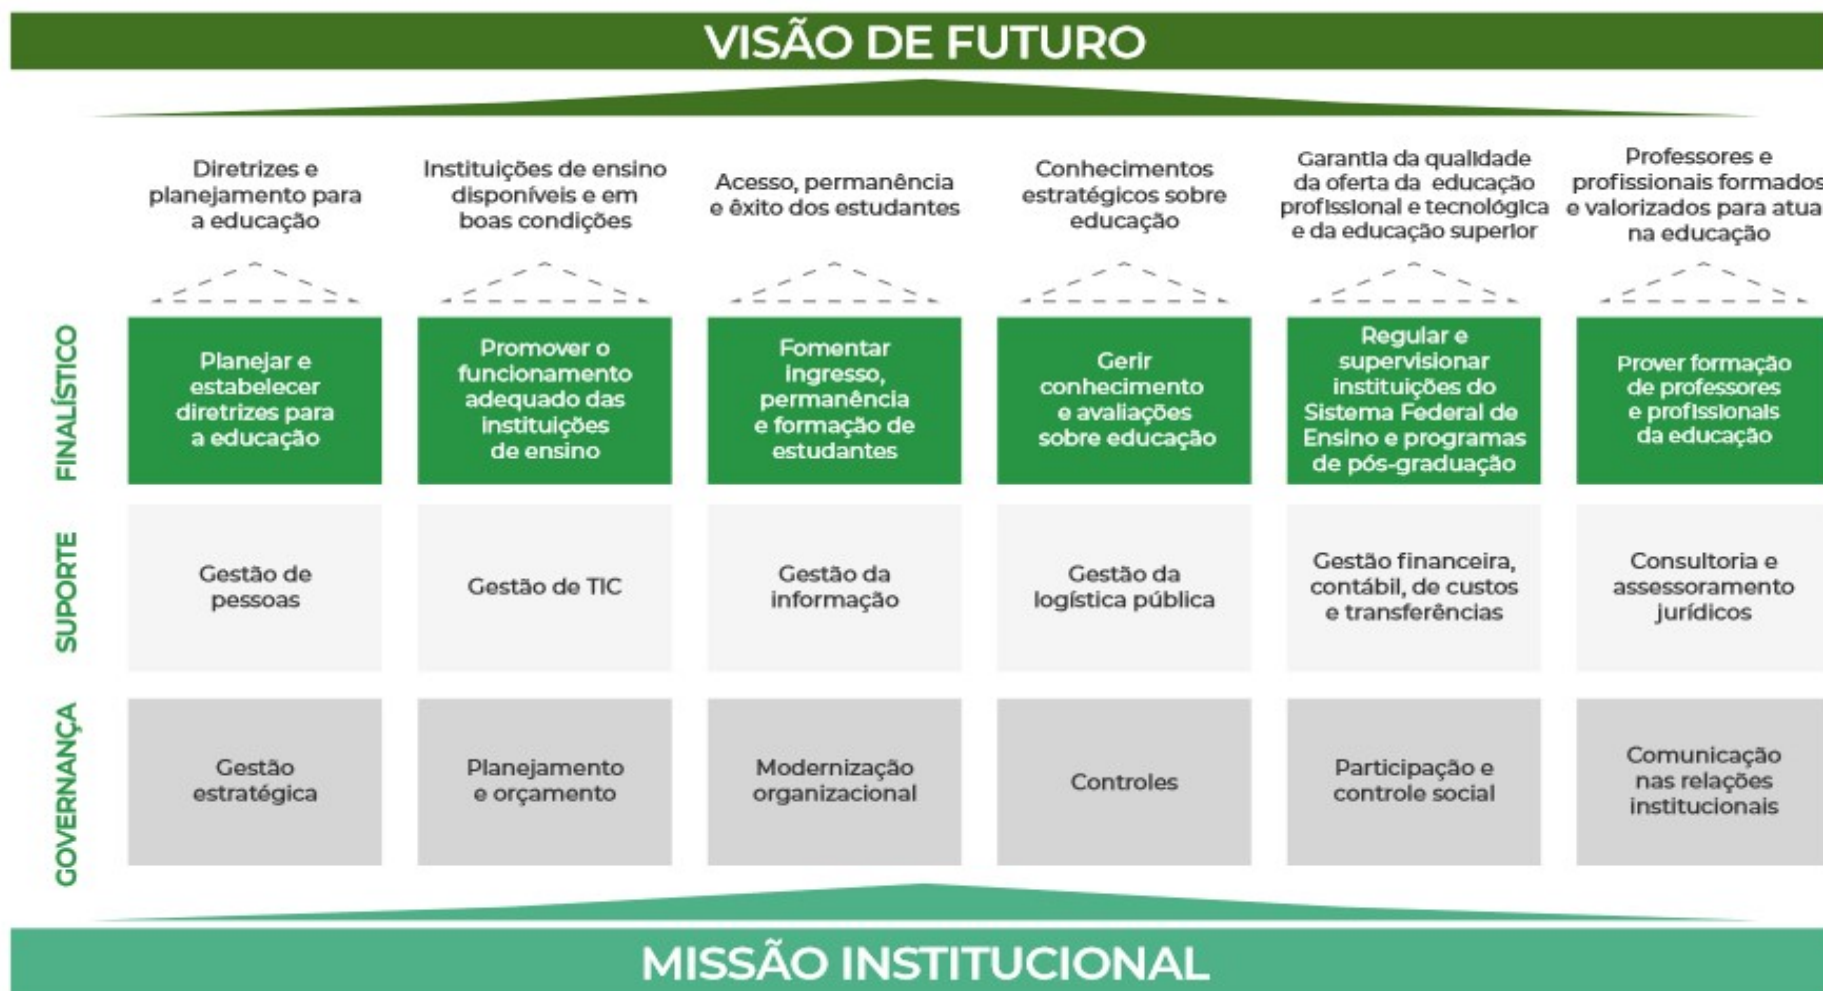 VISÃO DE FUTURO
Diretrizes e
planejamento para
a educação
Instituições de ensino
disponíveis e em
boas condições
Acesso, permanência
e êxito dos estudantes
Conhecimentos
estratégicos sobre
educação
Garantia da qualidade
da oferta da educação
profissional e tecnológica
e da educação superior
Professores e
profissionais formados
e valorizados para atua
na educação
FINALÍSTICO
Planejar e
estabelecer
diretrizes para
a educação
Promover o
funcionamento
adequado das
instituições
de ensino
Fomentar
ingresso,
permanência
e formação de
estudantes
Gerir
conhecimento
e avaliações
sobre educação
Regular e
supervisionar
instituições do
Sistema Federal de
Ensino e programas
de pós-graduação
Prover formação
de professores
e profissionais
da educação
SUPORTE
Gestão de
pessoas
Gestão de TIC
Gestão da
informação
Gestão da
logística pública
Gestão financeira,
contábil, de custos
e transferências
Consultoria e
assessoramento
jurídicos
GOVERNANÇA
Gestão
estratégica
Planejamento
e orçamento
Modernização
organizacional
Controles
Participação e
controle social
Comunicação
nas relações
institucionais
MISSÃO INSTITUCIONAL